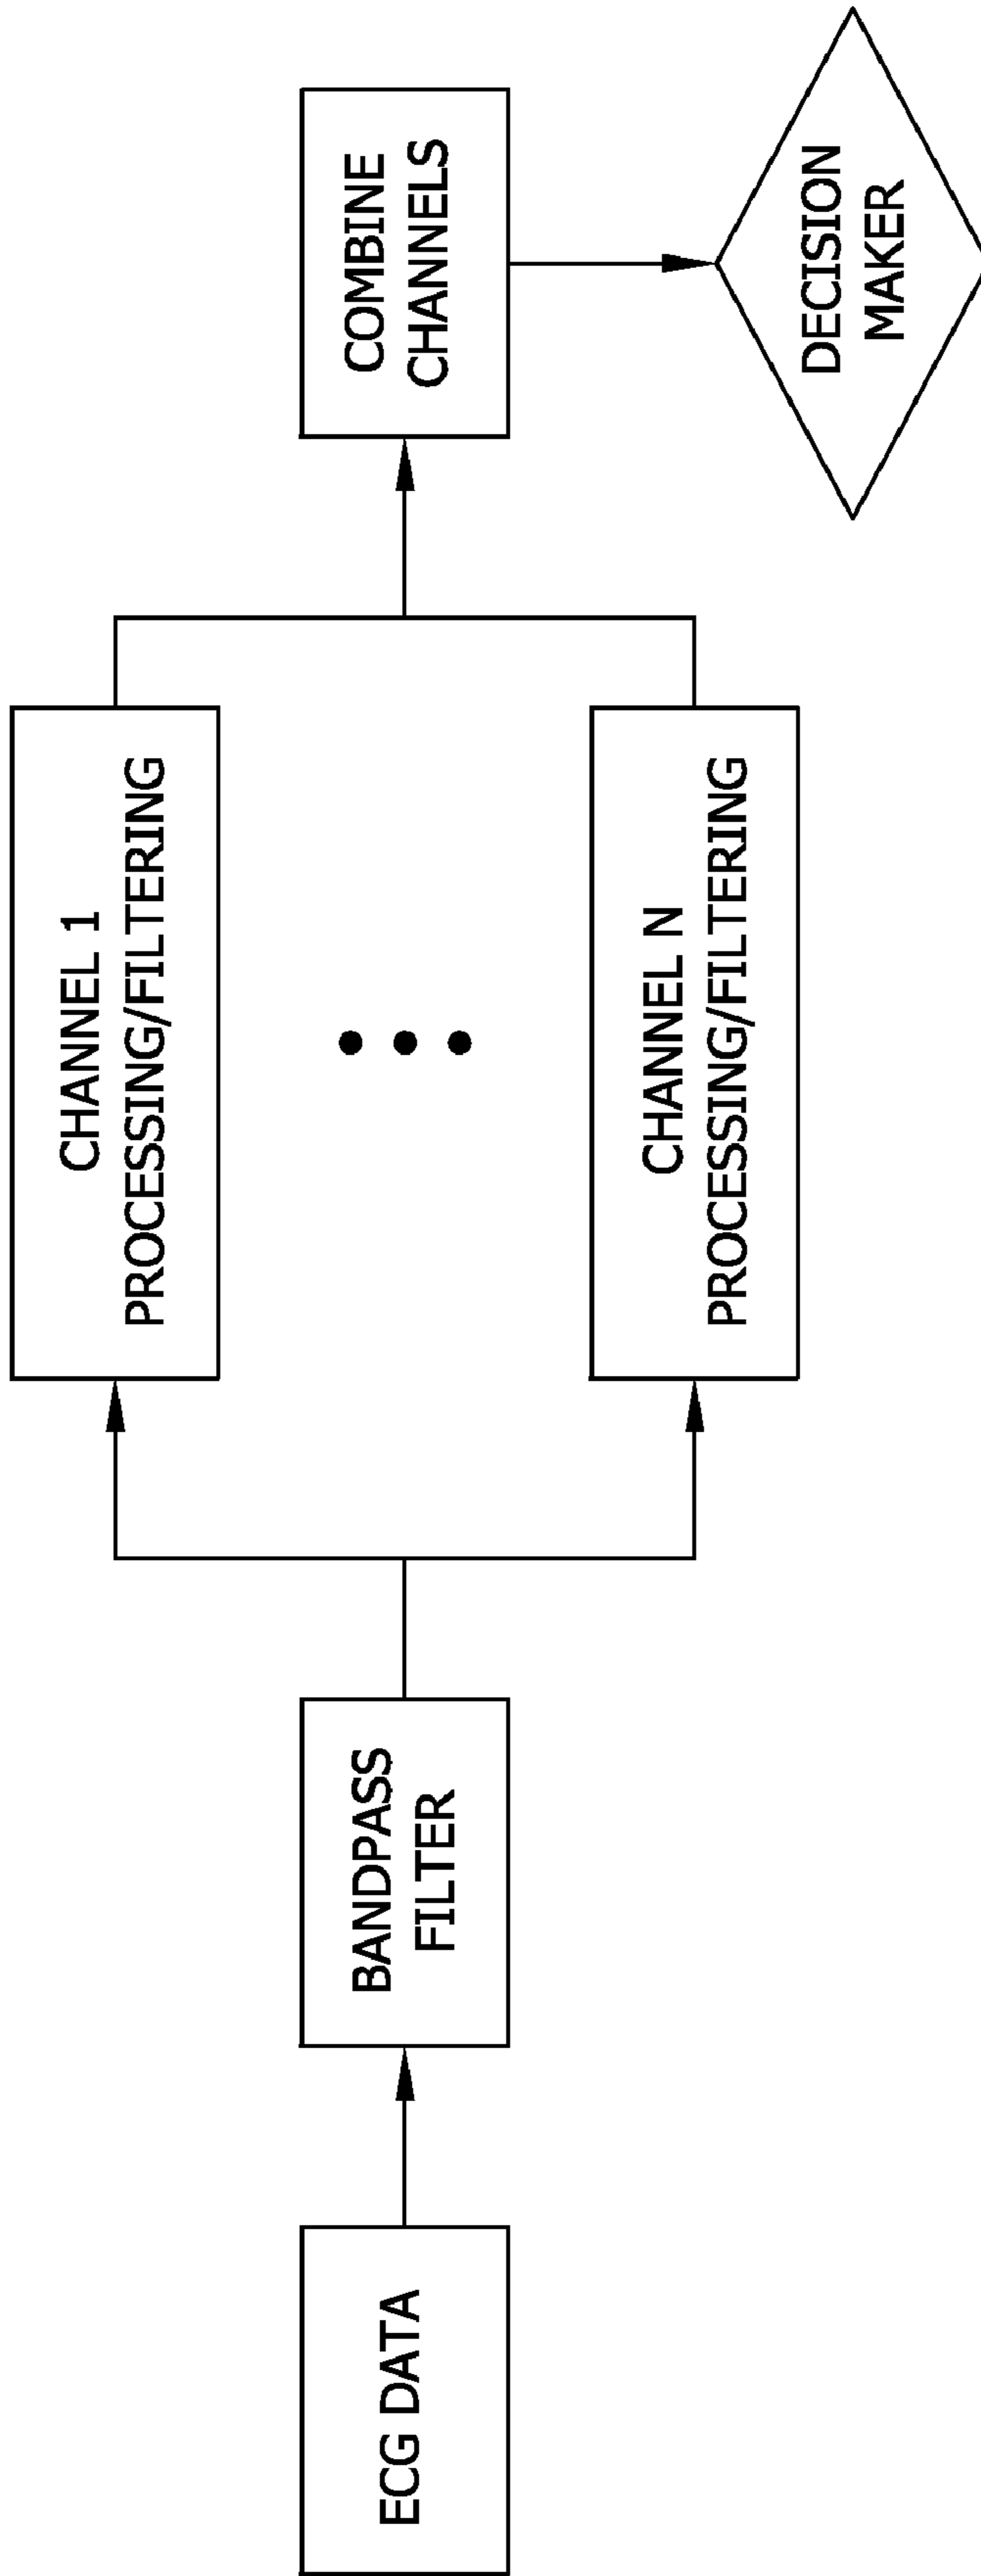 ECG DATA
BANDPASS
FILTER
CHANNEL 1
PROCESSING/FILTERING
CHANNEL N
PROCESSING/FILTERING
COMBINE
CHANNELS
DECISION
MAKER